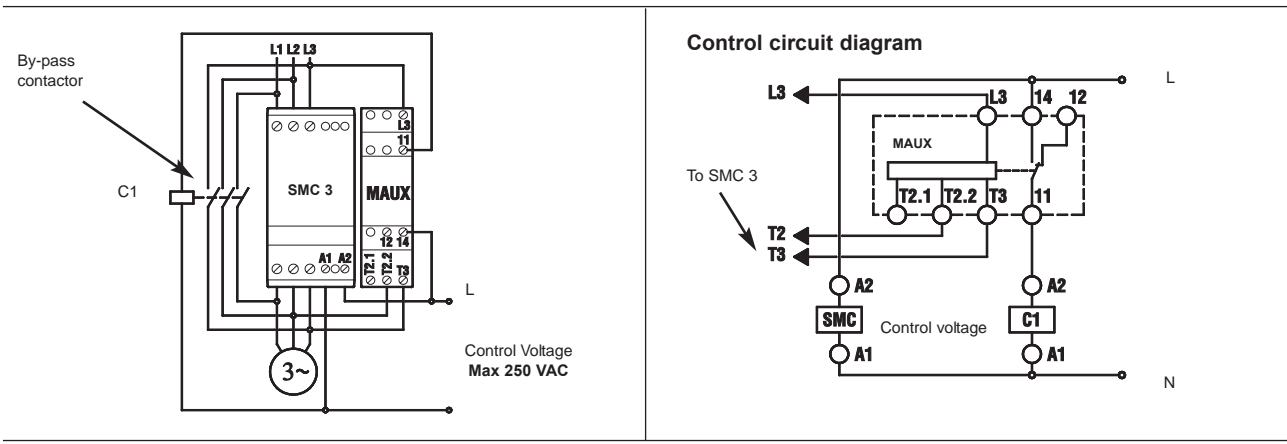 By-pass
contactor
L1 L2 L3
L3
11
C1
SMC 3
MAUX
12 14
A1 A2
T2.1 T2.2 T3
L
3~
Control Voltage
Max 250 VAC
Control circuit diagram
L
L3
L3 14 12
MAUX
To SMC 3
T2.1 T2.2 T3 11
T2
T3
A2 A2
SMC Control voltage C1
A1 A1
N